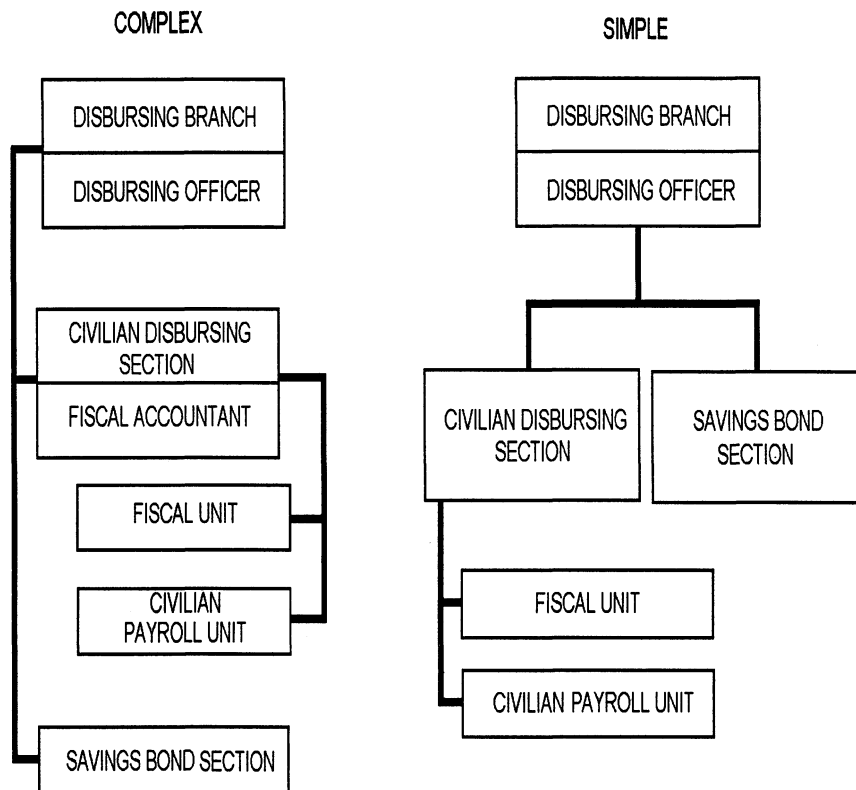 COMPLEX
DISBURSING BRANCH
DISBURSING OFFICER
CIVILIAN DISBURSING
SECTION
FISCAL ACCOUNTANT
FISCAL UNIT
CIVILIAN
PAYROLL UNIT
SAVINGS BOND SECTION
SIMPLE
DISBURSING BRANCH
DISBURSING OFFICER
CIVILIAN DISBURSING
SECTION
SAVINGS BOND
SECTION
FISCAL UNIT
CIVILIAN PAYROLL UNIT